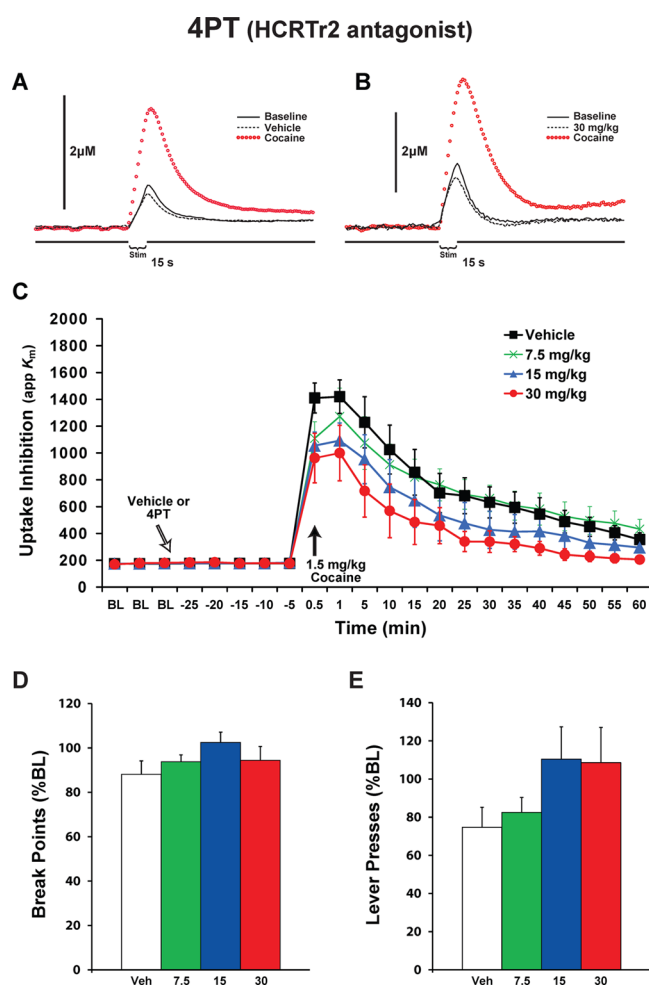 4PT (HCRTr2 antagonist)
A
B
Baseline
Vehicle
Cocaine
2µM
Stim
15 s
Baseline
30 mg/kg
Cocaine
2µM
Stim
15 s
C
Uptake Inhibition (app Km)
2000
1800
1600
1400
1200
1000
800
600
400
200
0
Vehicle
7.5 mg/kg
15 mg/kg
30 mg/kg
Vehicle or
4PT
1.5 mg/kg
Cocaine
BL BL BL -25 -20 -15 -10 -5 0.5 1 5 10 15 20 25 30 35 40 45 50 55 60
Time (min)
D
Break Points (%BL)
120
100
80
60
40
20
0
Veh 7.5 15 30
E
Lever Presses (%BL)
140
120
100
80
60
40
20
0
Veh 7.5 15 30